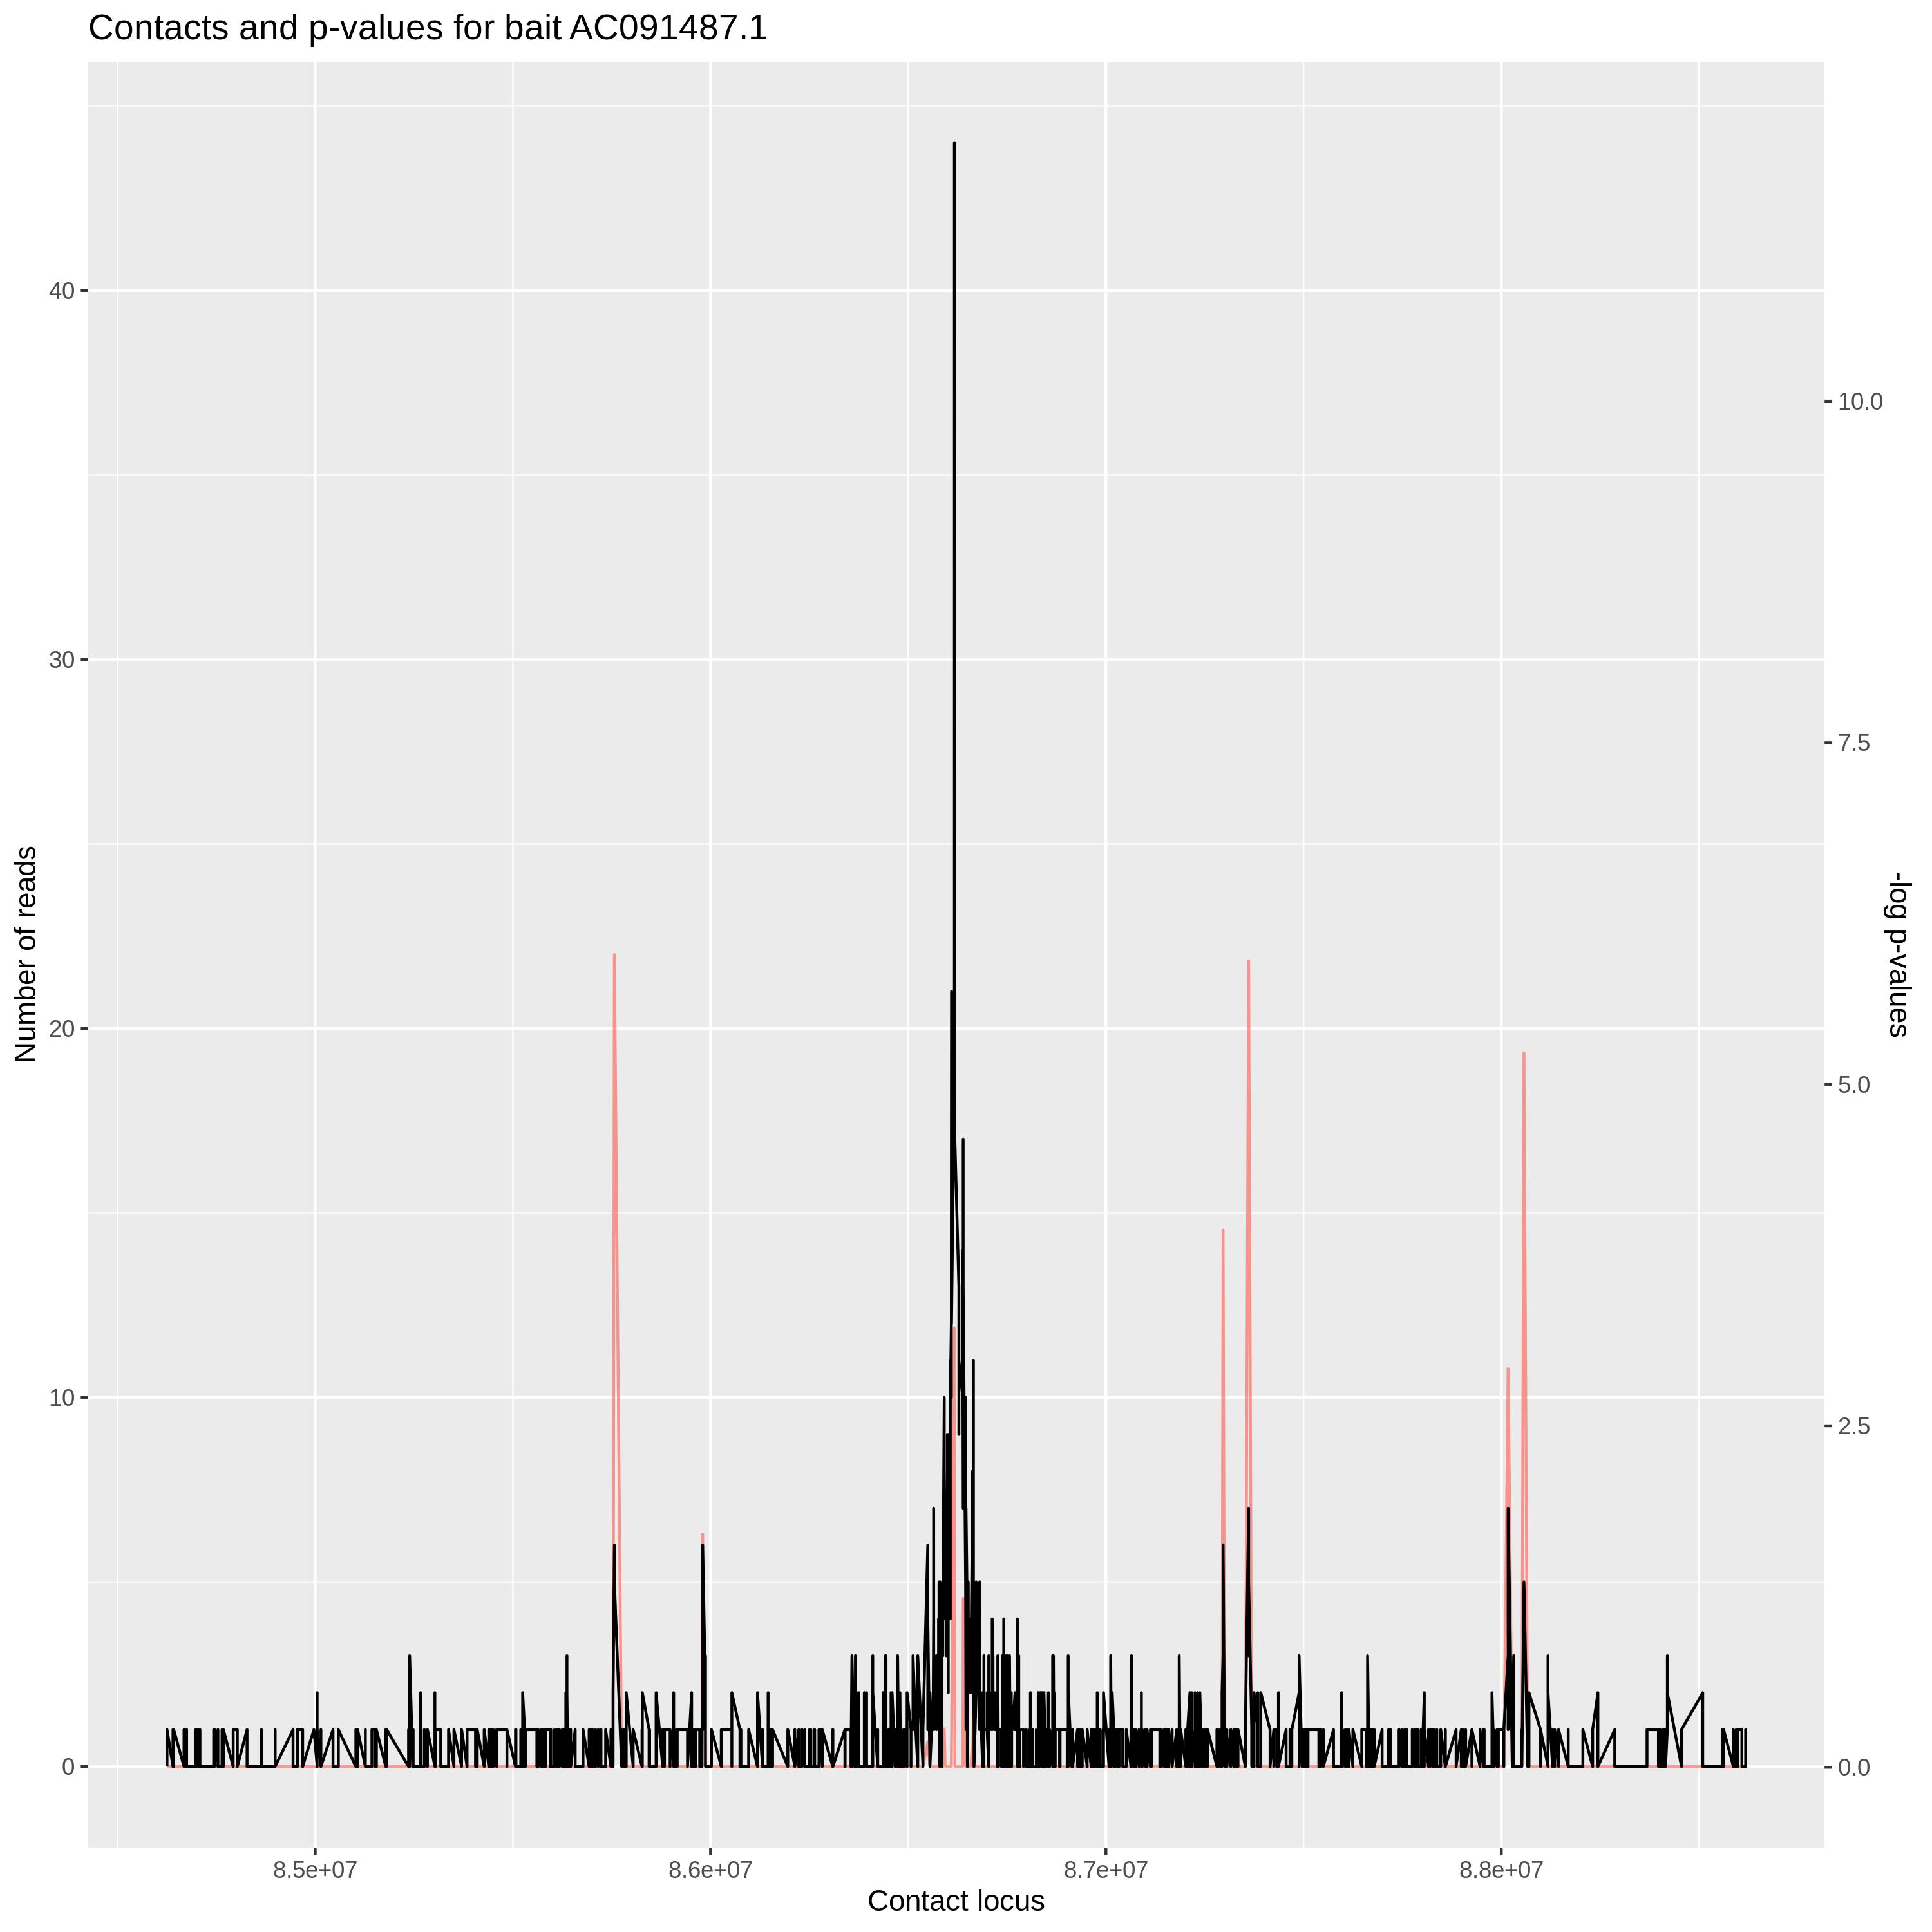 Contacts and p-values for bait AC091487.1
40
30
20
10
0
Number of reads
10.0
7.5
5.0
2.5
0.0
-log p-values
8.5e+07 8.6e+07 8.7e+07 8.8e+07
Contact locus